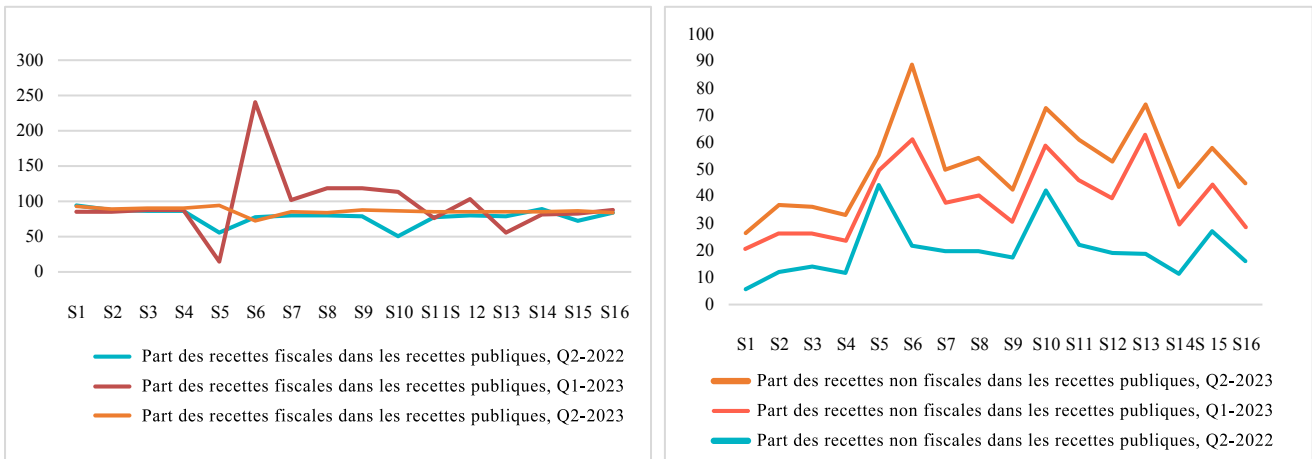 300
250
200
150
100
50
0
S1 S2 S3 S4 S5 S6 S7 S8 S9 S10 S11S 12 S13 S14 S15 S16
Part des recettes fiscales dans les recettes publiques, Q2-2022
Part des recettes fiscales dans les recettes publiques, Q1-2023
Part des recettes fiscales dans les recettes publiques, Q2-2023
100
90
80
70
60
50
40
30
20
10
0
S1 S2 S3 S4 S5 S6 S7 S8 S9 S10 S11 S12 S13 S14S 15 S16
Part des recettes non fiscales dans les recettes publiques, Q2-2023
Part des recettes non fiscales dans les recettes publiques, Q1-2023
Part des recettes non fiscales dans les recettes publiques, Q2-2022